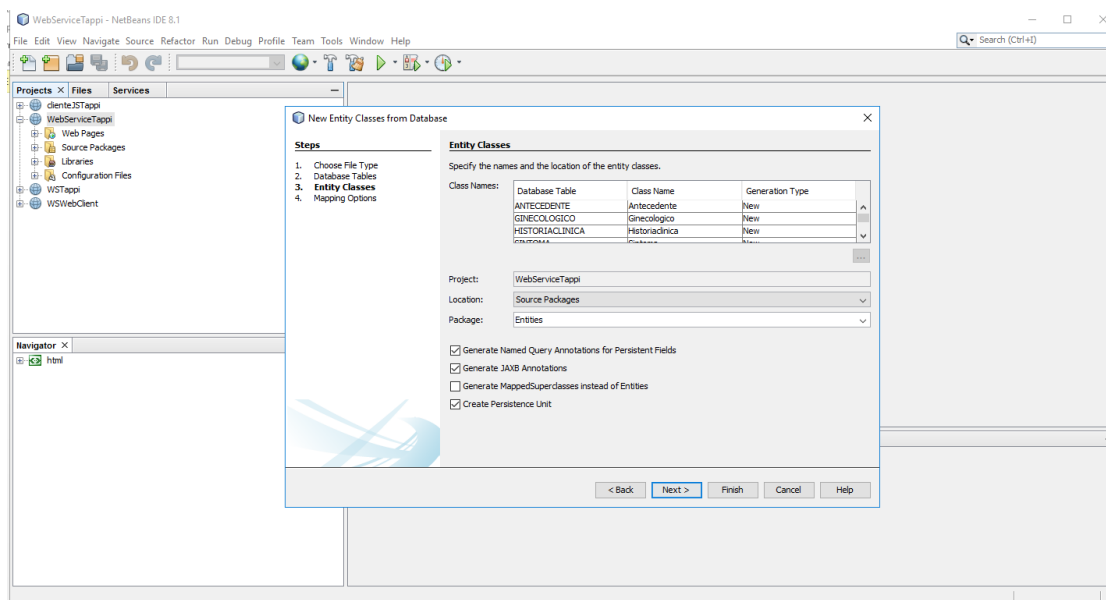 WebServiceTappi - NetBeans IDE 8.1
File Edit View Navigate Source Refactor Run Debug Profile Team Tools Window Help
Search (Ctrl+I)
Projects Files Services
clienteJSTappi
WebServiceTappi
Web Pages
Source Packages
Libraries
Configuration Files
WSTappi
WSWebClient
Navigator
html
New Entity Classes from Database
Steps
1. Choose File Type
2. Database Tables
3. Entity Classes
4. Mapping Options
Entity Classes
Specify the names and the location of the entity classes.
Class Names:
Database Table Class Name Generation Type
ANTECEDENTE Antecedente New
GINECOLOGICO Ginecologico New
HISTORIACLINICA Historiaclinica New
Project: WebServiceTappi
Location: Source Packages
Package: Entities
Generate Named Query Annotations for Persistent Fields
Generate JAXB Annotations
Generate MappedSuperclasses instead of Entities
Create Persistence Unit
< Back Next > Finish Cancel Help